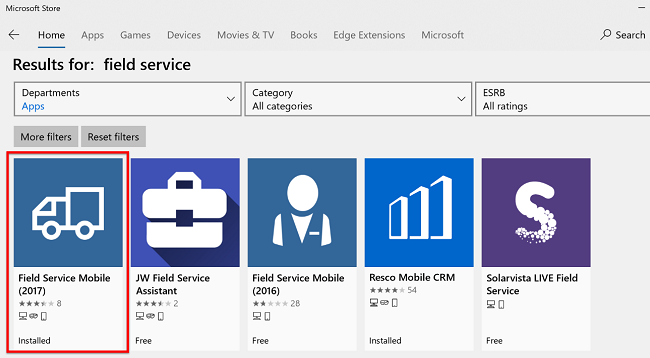 Microsoft Store
Home Apps Games Devices Movies & TV Books Edge Extensions Microsoft Search
Results for: field service
Departments
Apps
Category
All categories
ESRB
All ratings
More filters Reset filters
Field Service Mobile
(2017)
8
Installed
JW Field Service
Assistant
2
Free
Field Service Mobile
(2016)
28
Free
Resco Mobile CRM
54
Installed
S
Solarvista LIVE Field
Service
Free